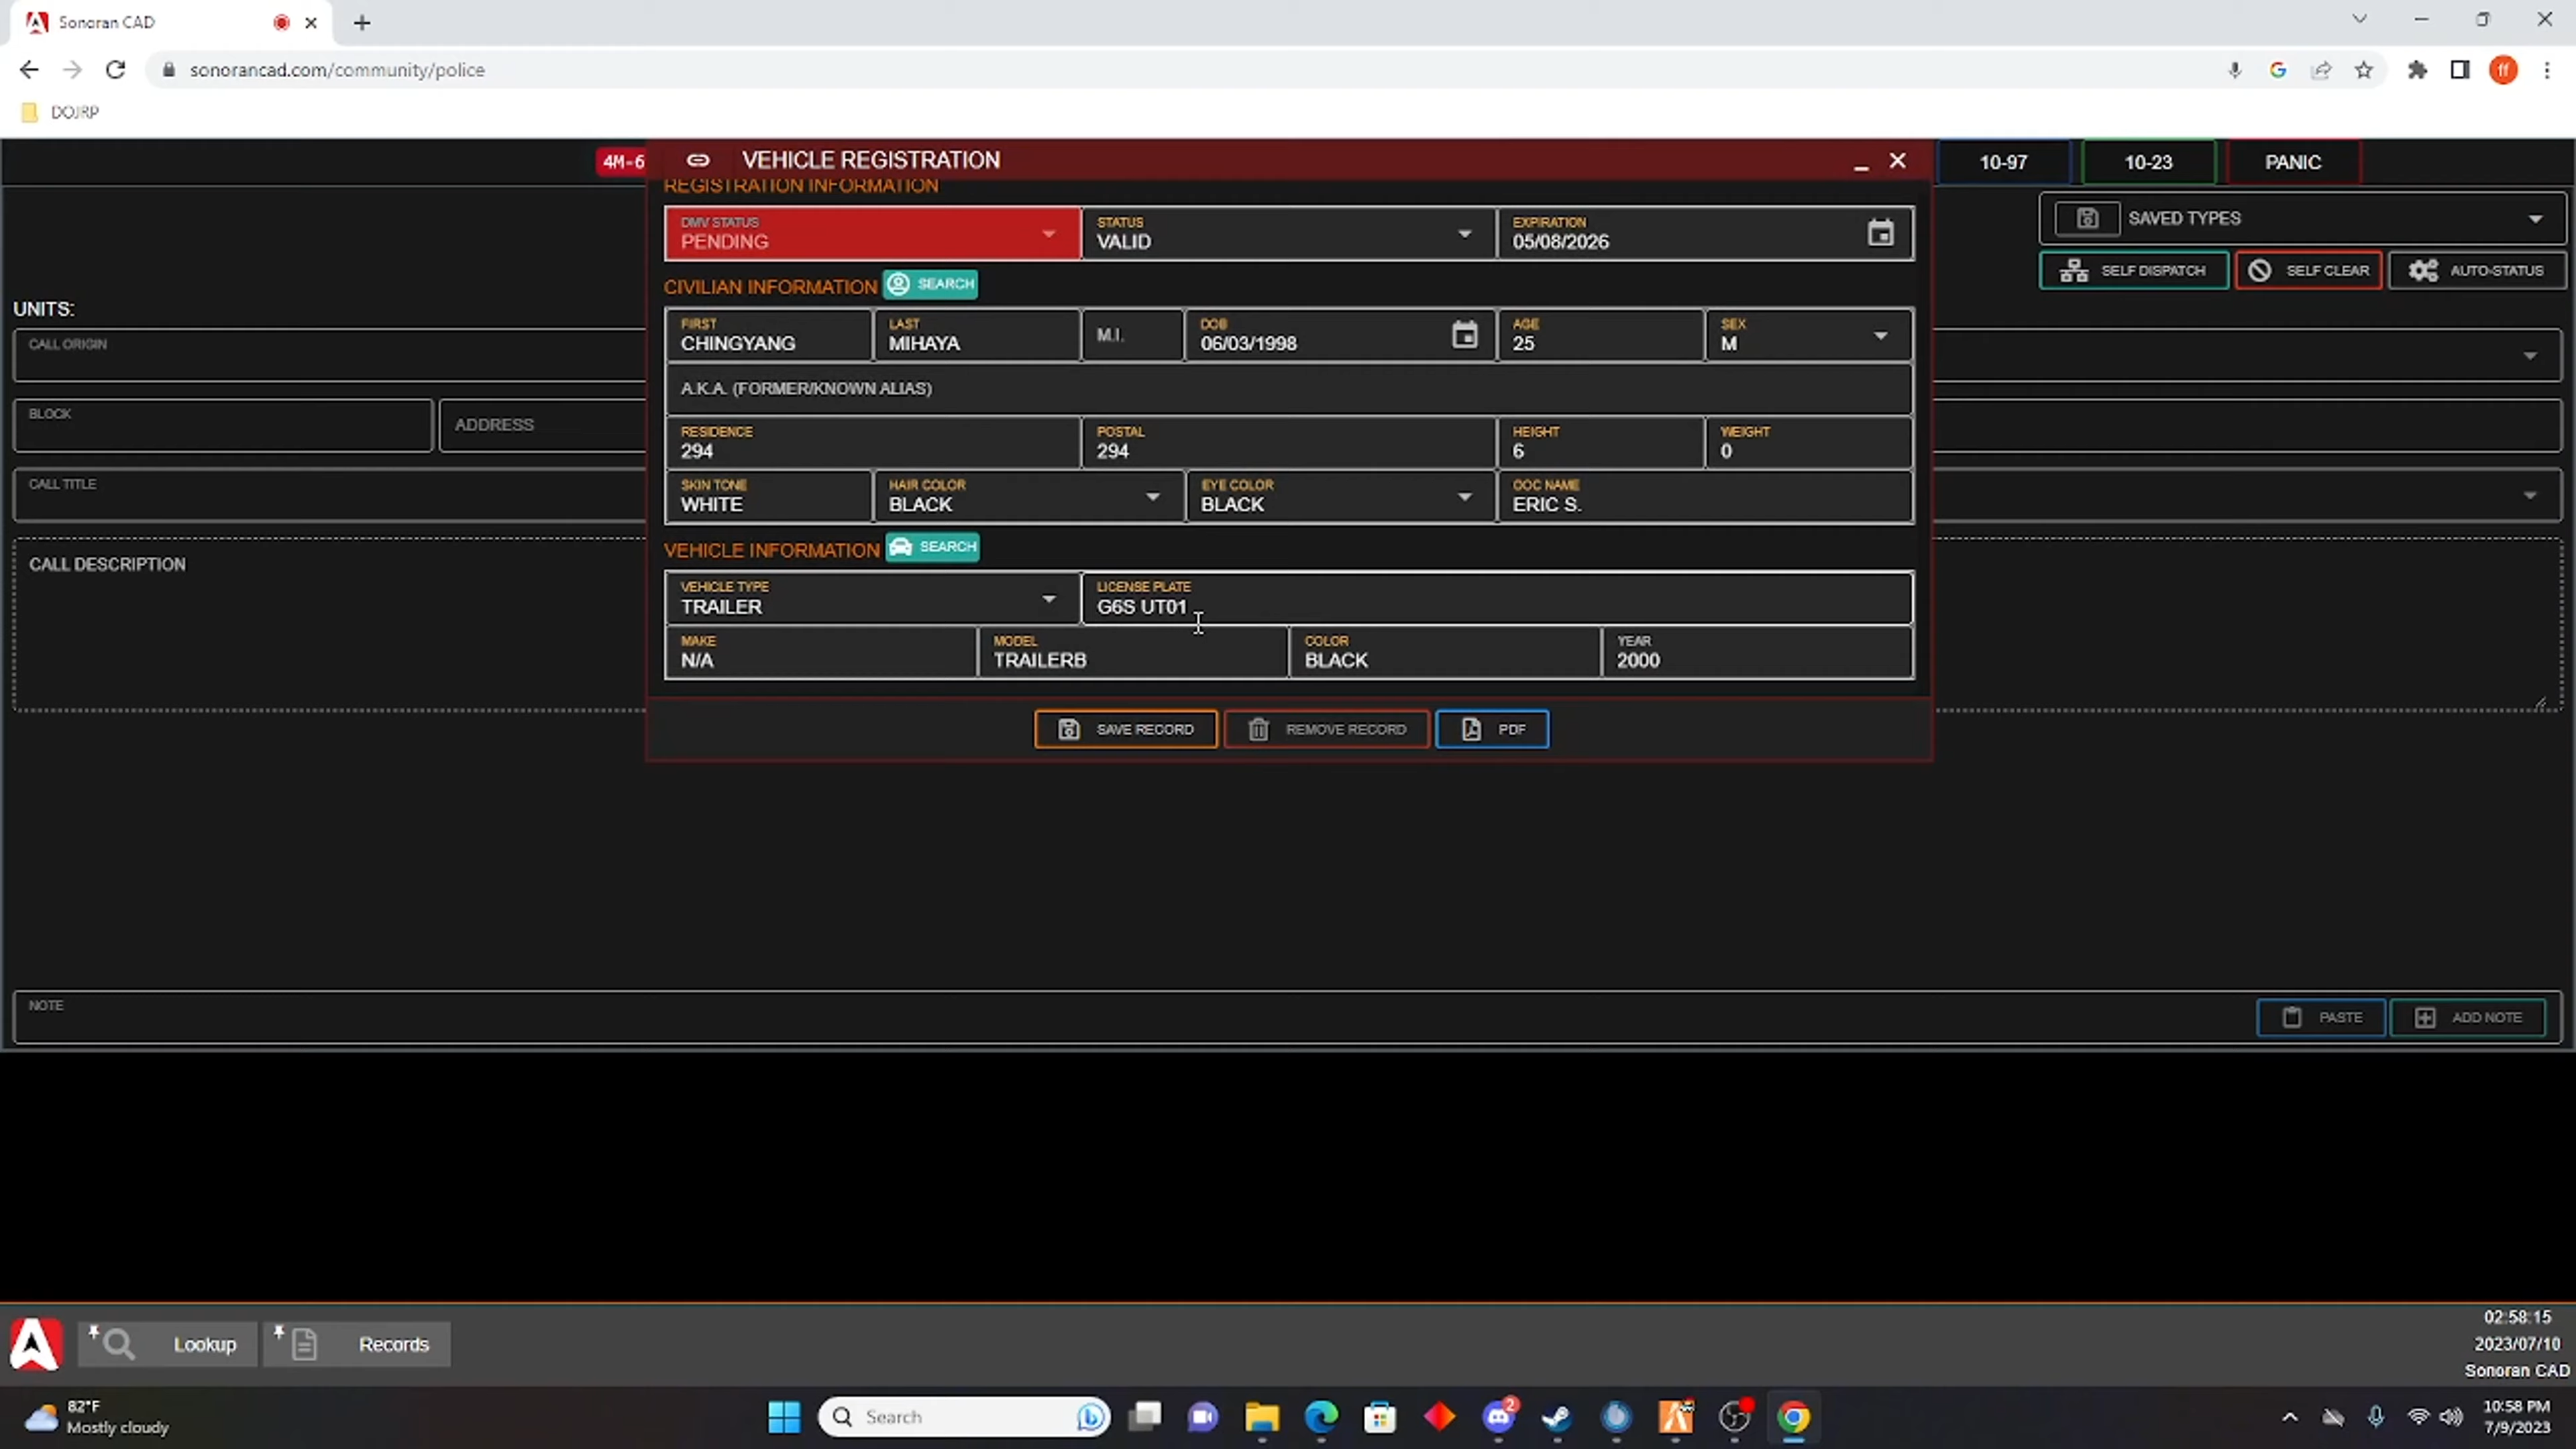 Sonoran CAD
sonorancad.com/community/police
ff
DOJRP
4M-6
VEHICLE REGISTRATION
10-97
10-23
PANIC
REGISTRATION INFORMATION
DMV STATUS
PENDING
STATUS
VALID
EXPIRATION
05/08/2026
SAVED TYPES
SELF DISPATCH
SELF CLEAR
AUTO-STATUS
CIVILIAN INFORMATION
SEARCH
UNITS:
CALL ORIGIN
FIRST
CHINGYANG
LAST
MIHAYA
M.I.
DOB
06/03/1998
AGE
25
SEX
M
A.K.A. (FORMER/KNOWN ALIAS)
BLOCK
ADDRESS
RESIDENCE
294
POSTAL
294
HEIGHT
6
WEIGHT
0
CALL TITLE
SKIN TONE
WHITE
HAIR COLOR
BLACK
EYE COLOR
BLACK
OOC NAME
ERIC S.
CALL DESCRIPTION
VEHICLE INFORMATION
SEARCH
VEHICLE TYPE
TRAILER
LICENSE PLATE
G6S UT01
MAKE
N/A
MODEL
TRAILERB
COLOR
BLACK
YEAR
2000
SAVE RECORD
REMOVE RECORD
PDF
NOTE
PASTE
ADD NOTE
Lookup
Records
02:58:15
2023/07/10
Sonoran CAD
82°F
Mostly cloudy
Search
2
10:58 PM
7/9/2023